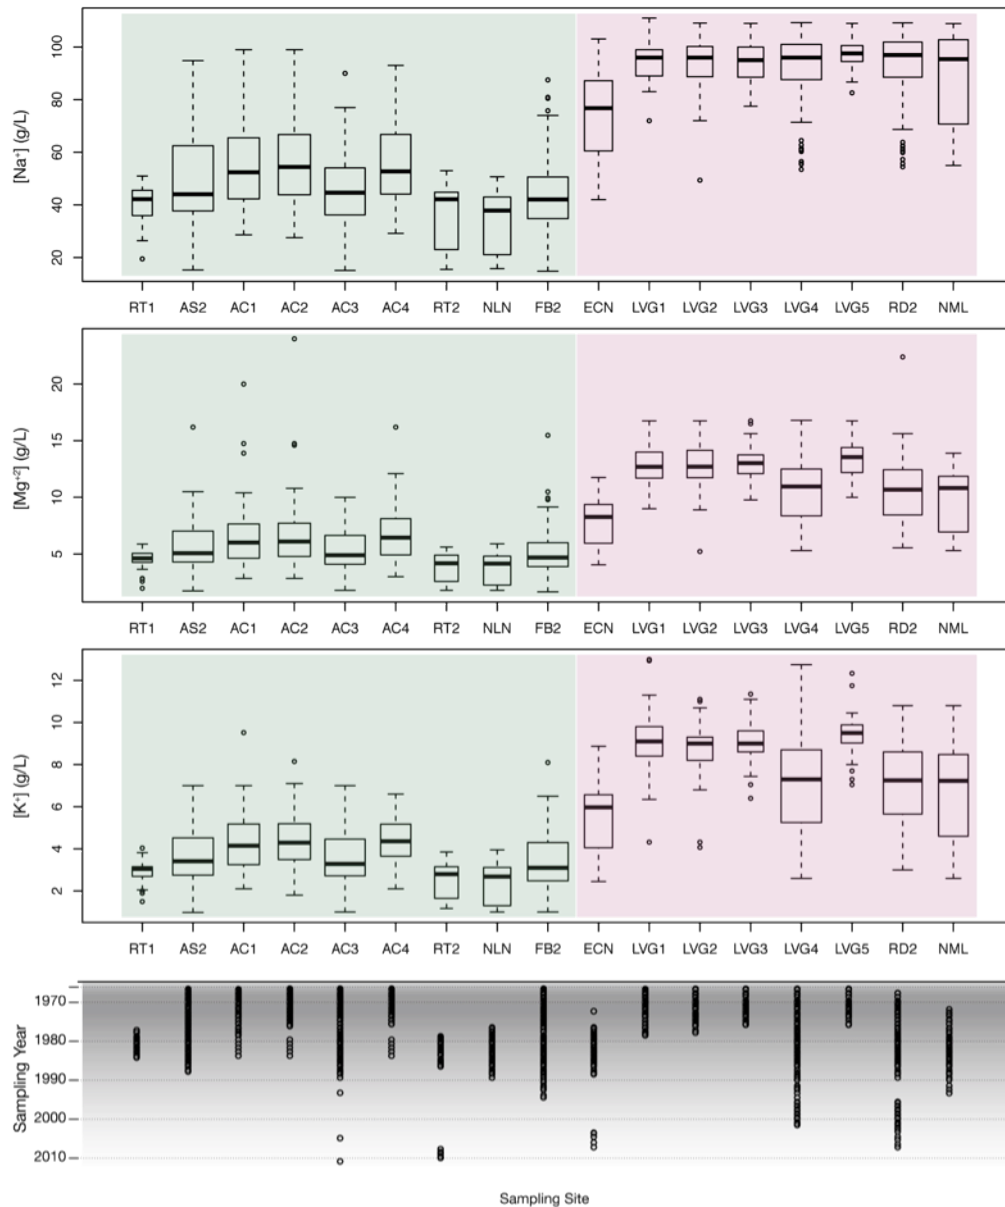 [Na⁺] (g/L)
100
80
60
40
20
RT1 AS2 AC1 AC2 AC3 AC4 RT2 NLN FB2 ECN LVG1 LVG2 LVG3 LVG4 LVG5 RD2 NML
[Mg⁺²] (g/L)
20
15
10
5
RT1 AS2 AC1 AC2 AC3 AC4 RT2 NLN FB2 ECN LVG1 LVG2 LVG3 LVG4 LVG5 RD2 NML
[K⁺] (g/L)
12
10
8
6
4
2
RT1 AS2 AC1 AC2 AC3 AC4 RT2 NLN FB2 ECN LVG1 LVG2 LVG3 LVG4 LVG5 RD2 NML
Sampling Year
1970
1980
1990
2000
2010
Sampling Site